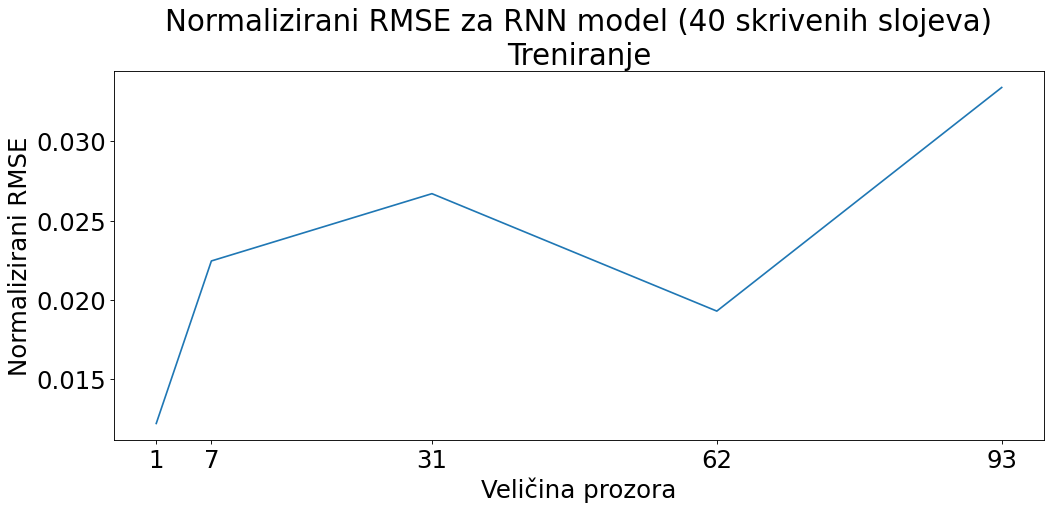 Normalizirani RMSE za RNN model (40 skrivenih slojeva)
Treniranje
Normalizirani RMSE
0.030
0.025
0.020
0.015
1 7 31 62 93
Veličina prozora